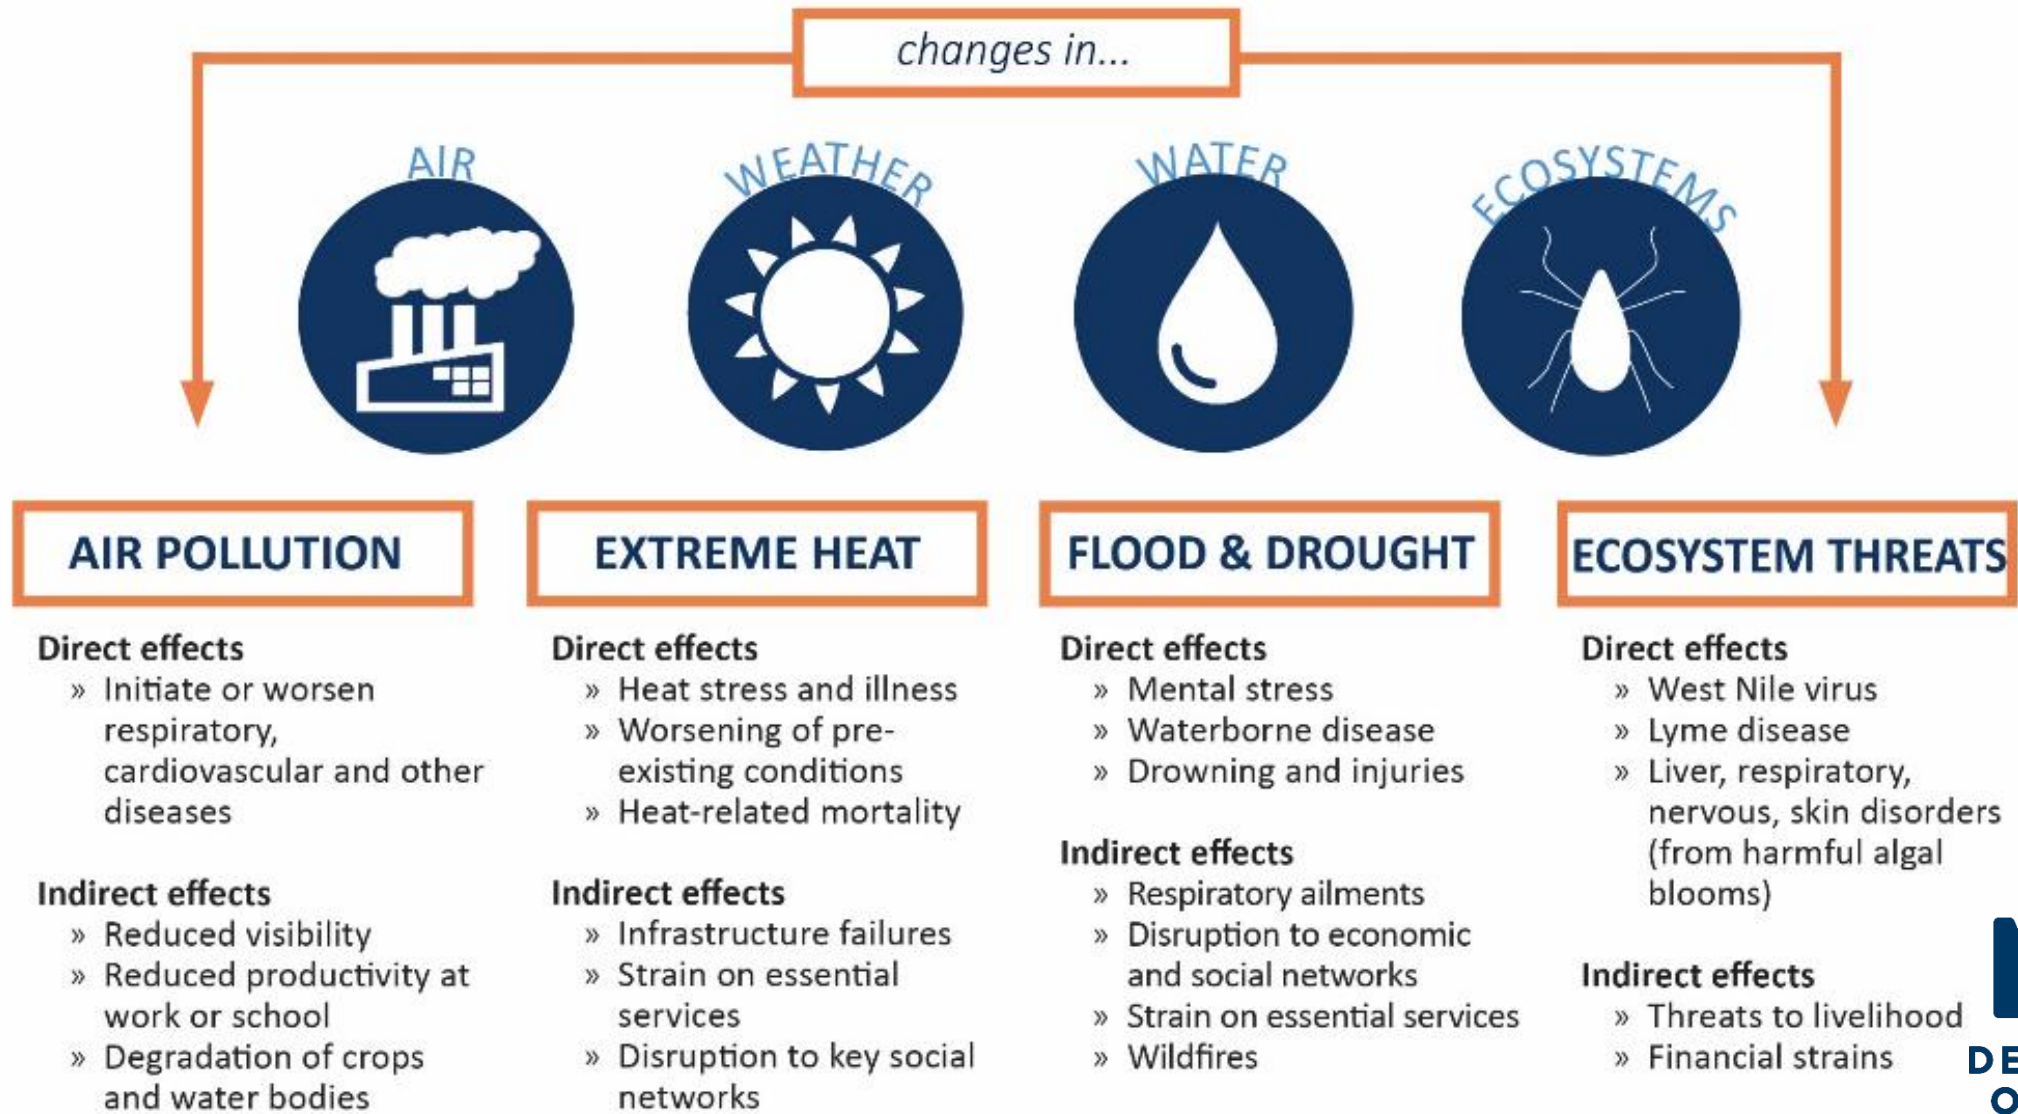 changes in...
AIR
WEATHER
WATER
ECOSYSTEMS
AIR POLLUTION
Direct effects
» Initiate or worsen
respiratory,
cardiovascular and other
diseases
Indirect effects
» Reduced visibility
» Reduced productivity at
work or school
» Degradation of crops
and water bodies
EXTREME HEAT
Direct effects
» Heat stress and illness
» Worsening of pre-
existing conditions
» Heat-related mortality
Indirect effects
» Infrastructure failures
» Strain on essential
services
» Disruption to key social
networks
FLOOD & DROUGHT
Direct effects
» Mental stress
» Waterborne disease
» Drowning and injuries
Indirect effects
» Respiratory ailments
» Disruption to economic
and social networks
» Strain on essential services
» Wildfires
ECOSYSTEM THREATS
Direct effects
» West Nile virus
» Lyme disease
» Liver, respiratory,
nervous, skin disorders
(from harmful algal
blooms)
Indirect effects
» Threats to livelihood
» Financial strains